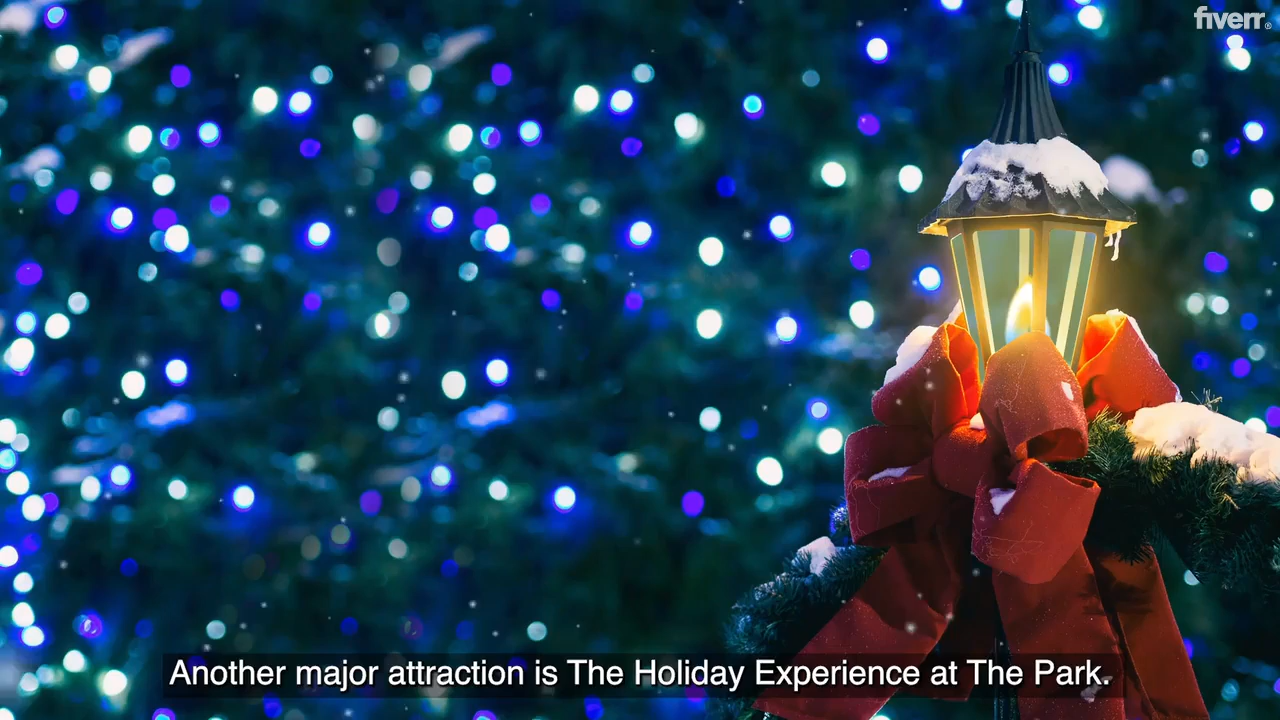 fiverr®
Another major attraction is The Holiday Experience at The Park.